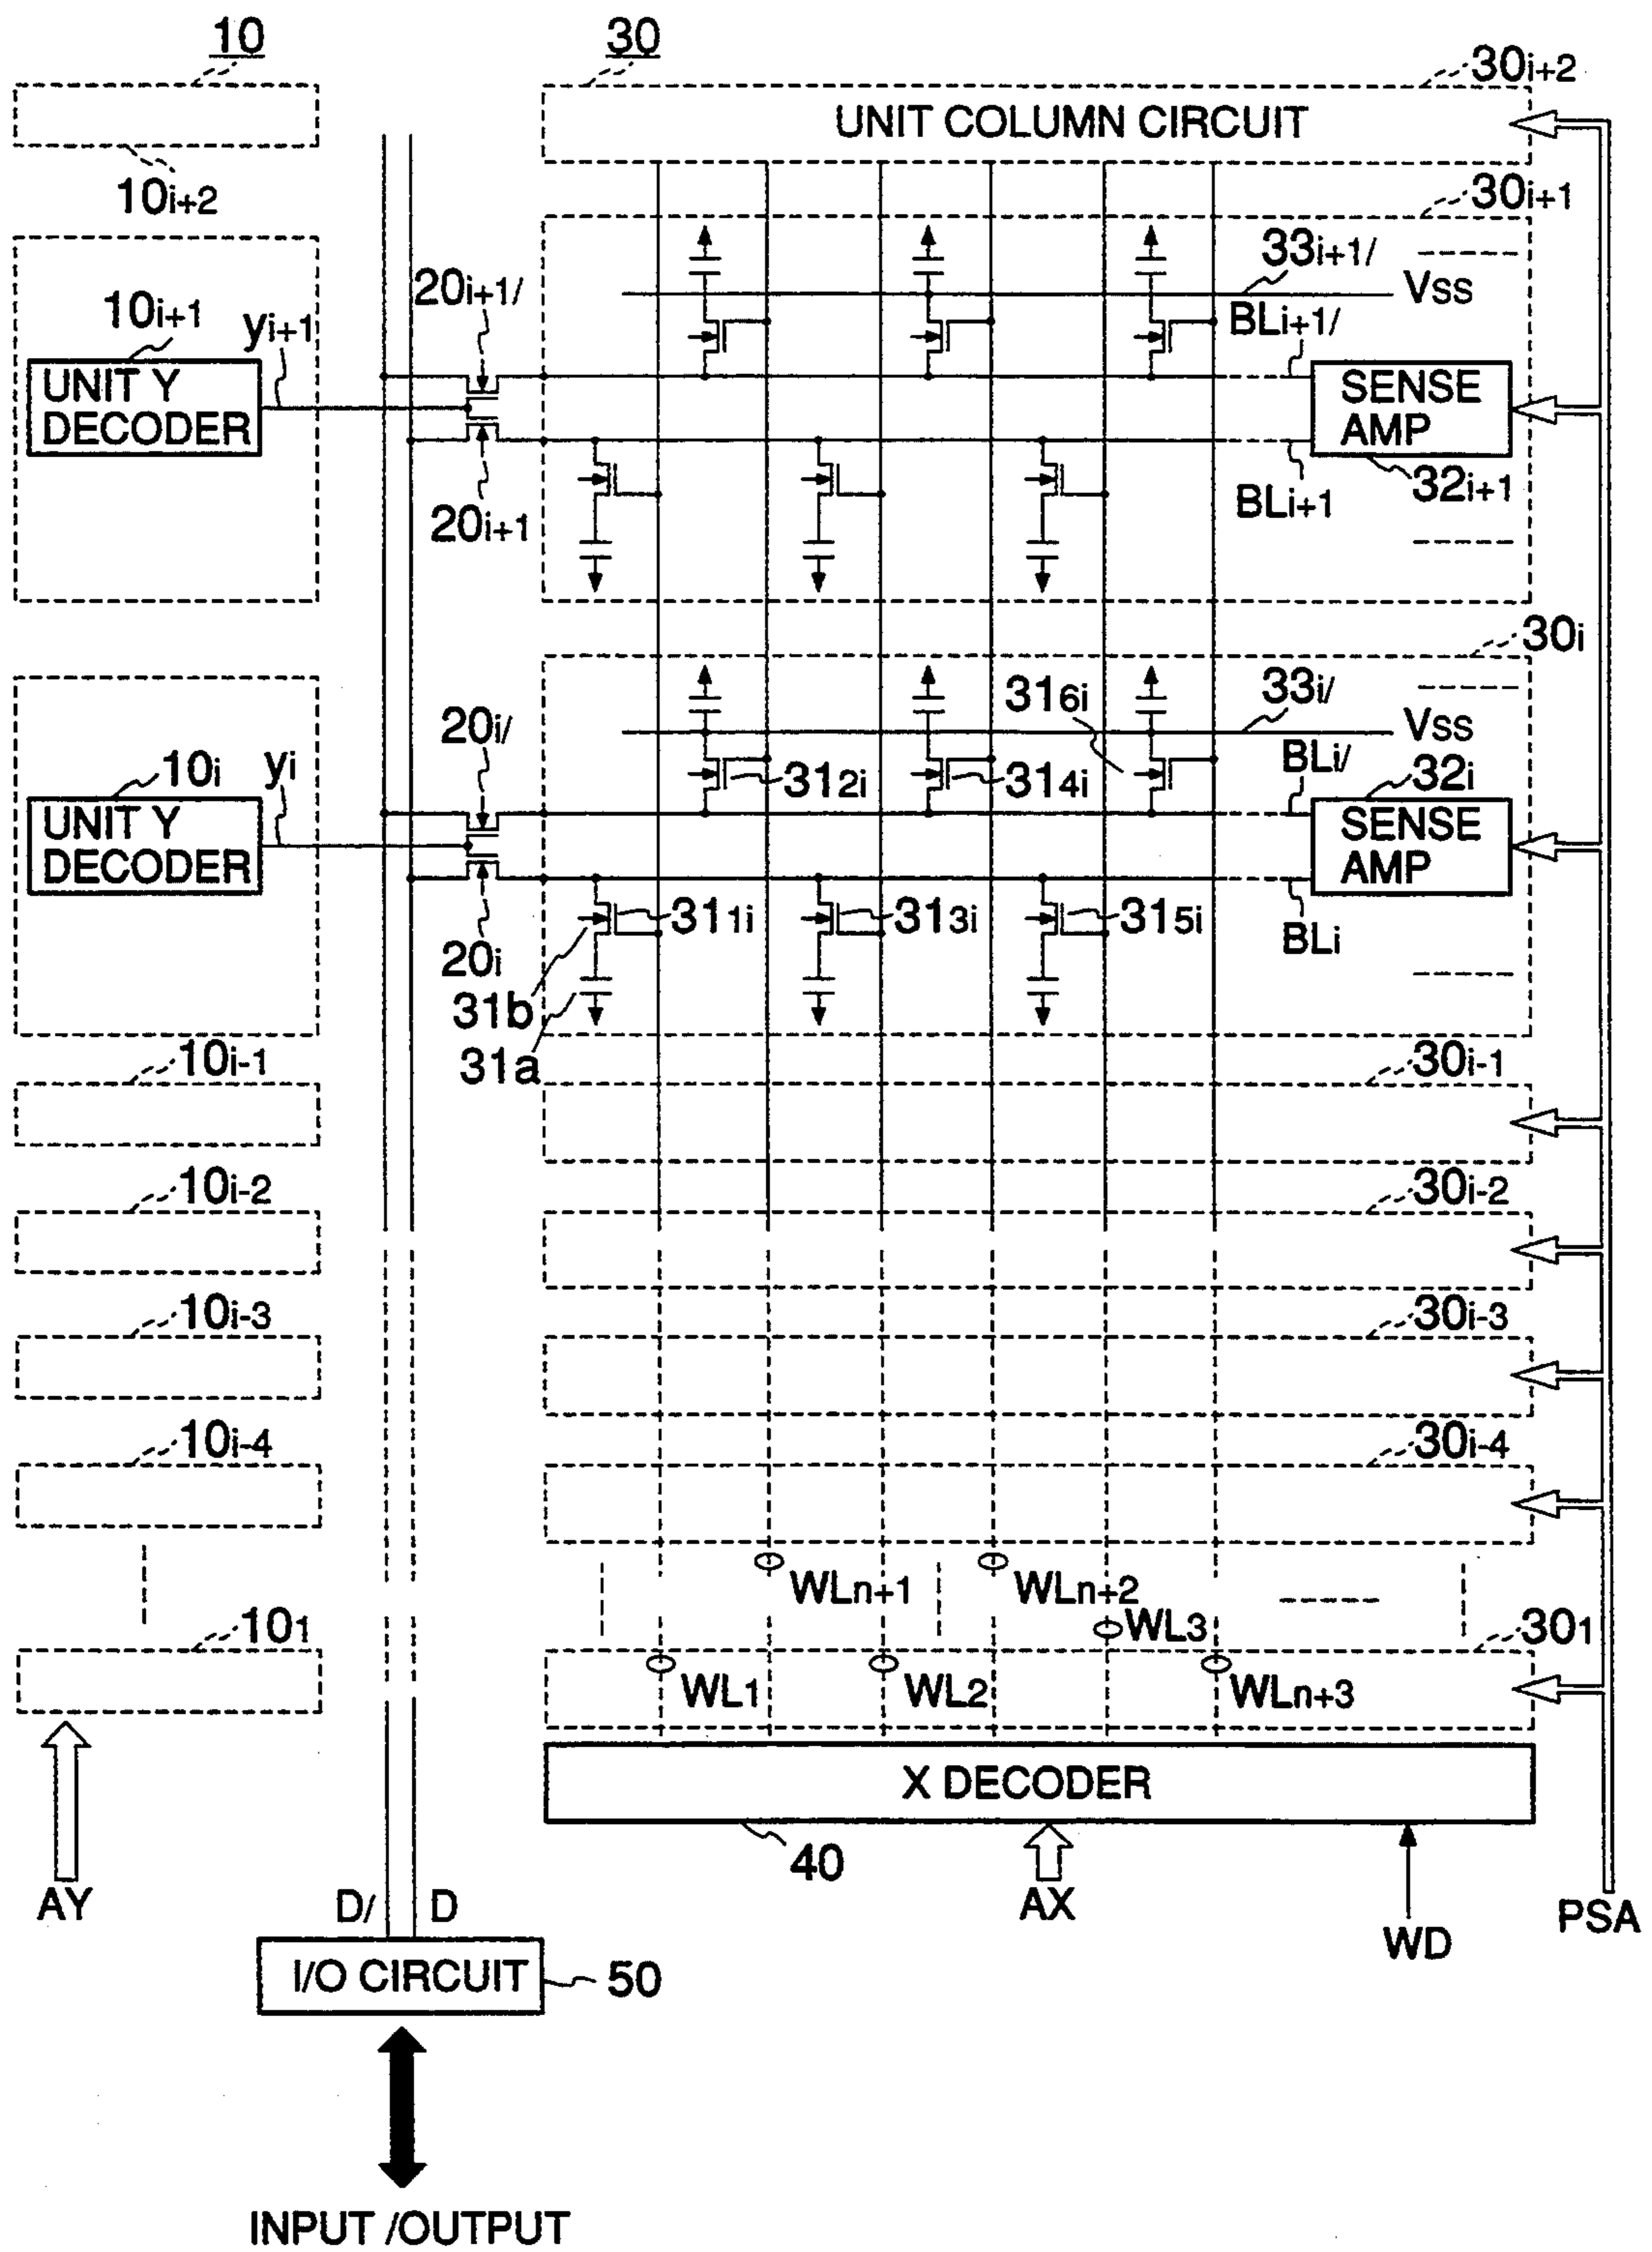 10
30
30i+2
UNIT COLUMN CIRCUIT
10i+2
30i+1
33i+1/
VSS
20i+1/
10i+1
yi+1
BLi+1/
UNIT Y
DECODER
SENSE
AMP
20i+1
BLi+1
32i+1
30i
316i
33i/
VSS
20i/
10i
yi
312i
314i
BLi/
32i
UNIT Y
DECODER
SENSE
AMP
311i
313i
315i
BLi
20i
31b
31a
10i-1
30i-1
10i-2
30i-2
10i-3
30i-3
10i-4
30i-4
WLn+1
WLn+2
WL3
101
301
WL1
WL2
WLn+3
X DECODER
40
AY
D/
D
AX
WD
PSA
I/O CIRCUIT
50
INPUT /OUTPUT